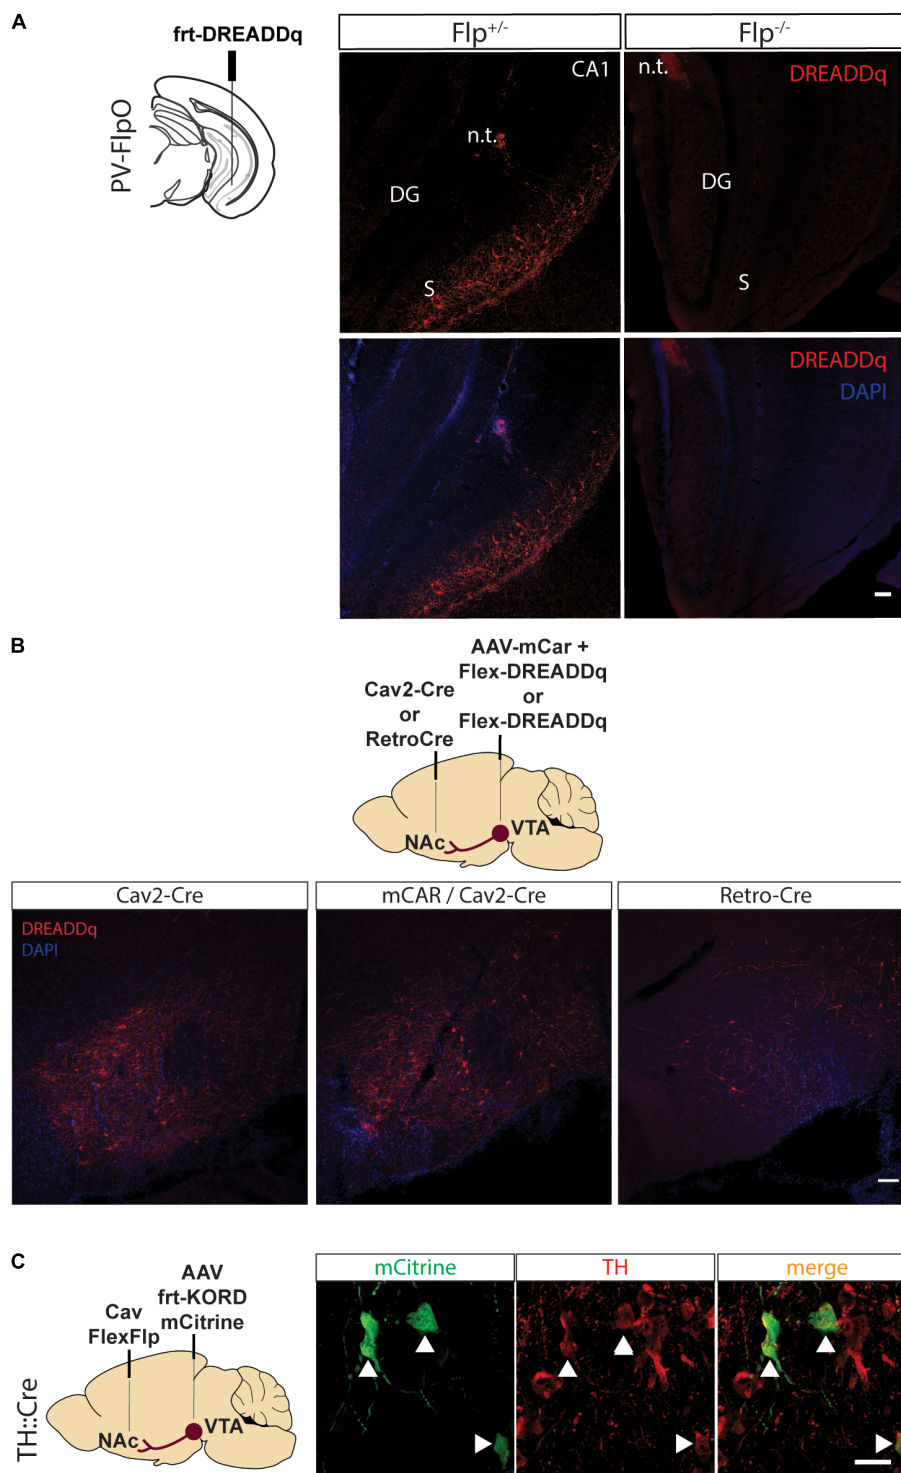 A
frt-DREADDq
PV-FlpO
Flp+/-
Flp-/-
CA1
n.t.
DG
S
n.t.
DREADDq
DG
S
DREADDq
DAPI
B
AAV-mCar +
Flex-DREADDq
or
Flex-DREADDq
Cav2-Cre
or
RetroCre
NAc
VTA
Cav2-Cre
mCAR / Cav2-Cre
Retro-Cre
DREADDq
DAPI
C
TH::Cre
AAV
frt-KORD
mCitrine
Cav
FlexFlp
NAc
VTA
mCitrine
TH
merge